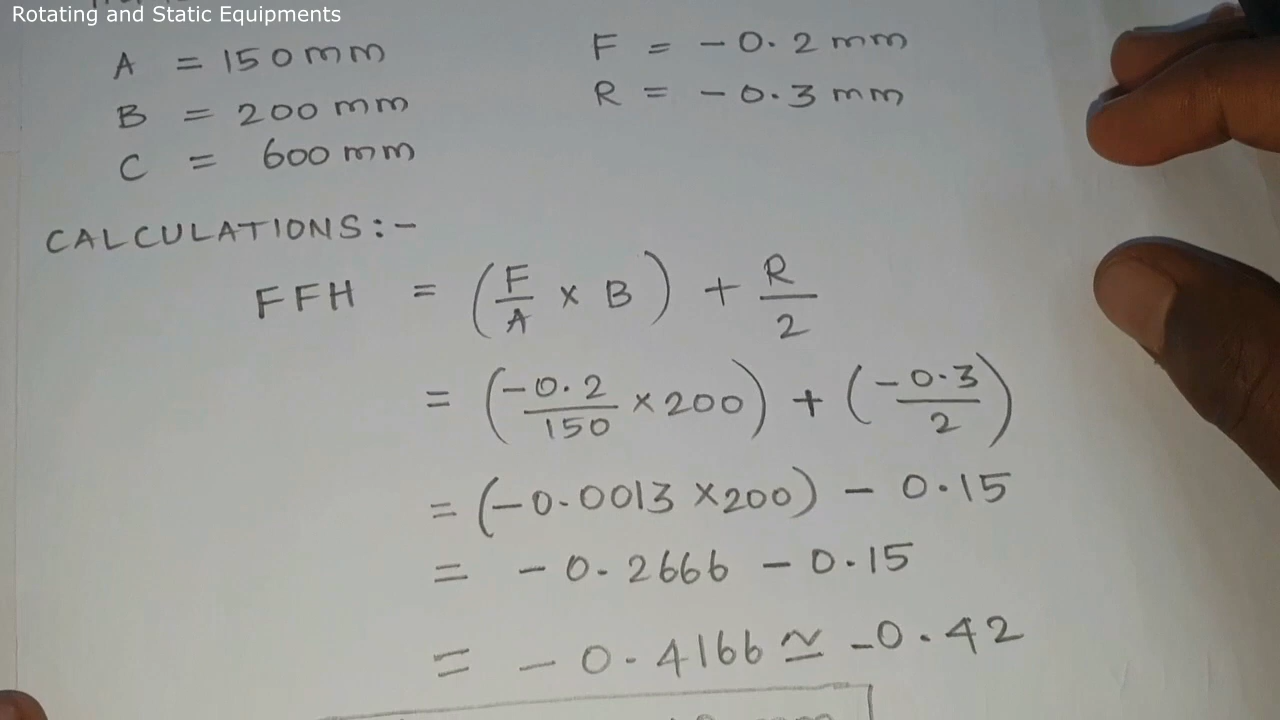 Rotating and Static Equipments
A = 150 mm
F = -0.2 mm
B = 200 mm
R = -0.3 mm
C = 600 mm
CALCULATIONS:-
FFH = (F/A × B) + R/2
= (-0.2/150 × 200) + (-0.3/2)
= (-0.0013 × 200) - 0.15
= -0.2666 - 0.15
= -0.4166 ≃ -0.42